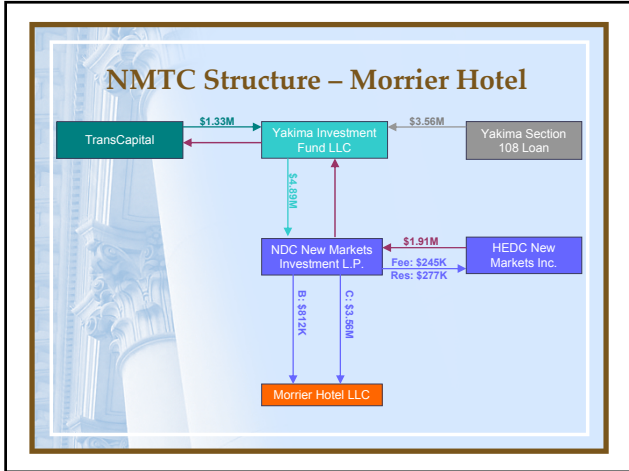 NMTC Structure – Morrier Hotel
TransCapital
$1.33M
Yakima Investment
Fund LLC
$3.56M
Yakima Section
108 Loan
$4.89M
NDC New Markets
Investment L.P.
$1.91M
Fee: $245K
Res: $277K
HEDC New
Markets Inc.
B: $812K
C: $3.56M
Morrier Hotel LLC